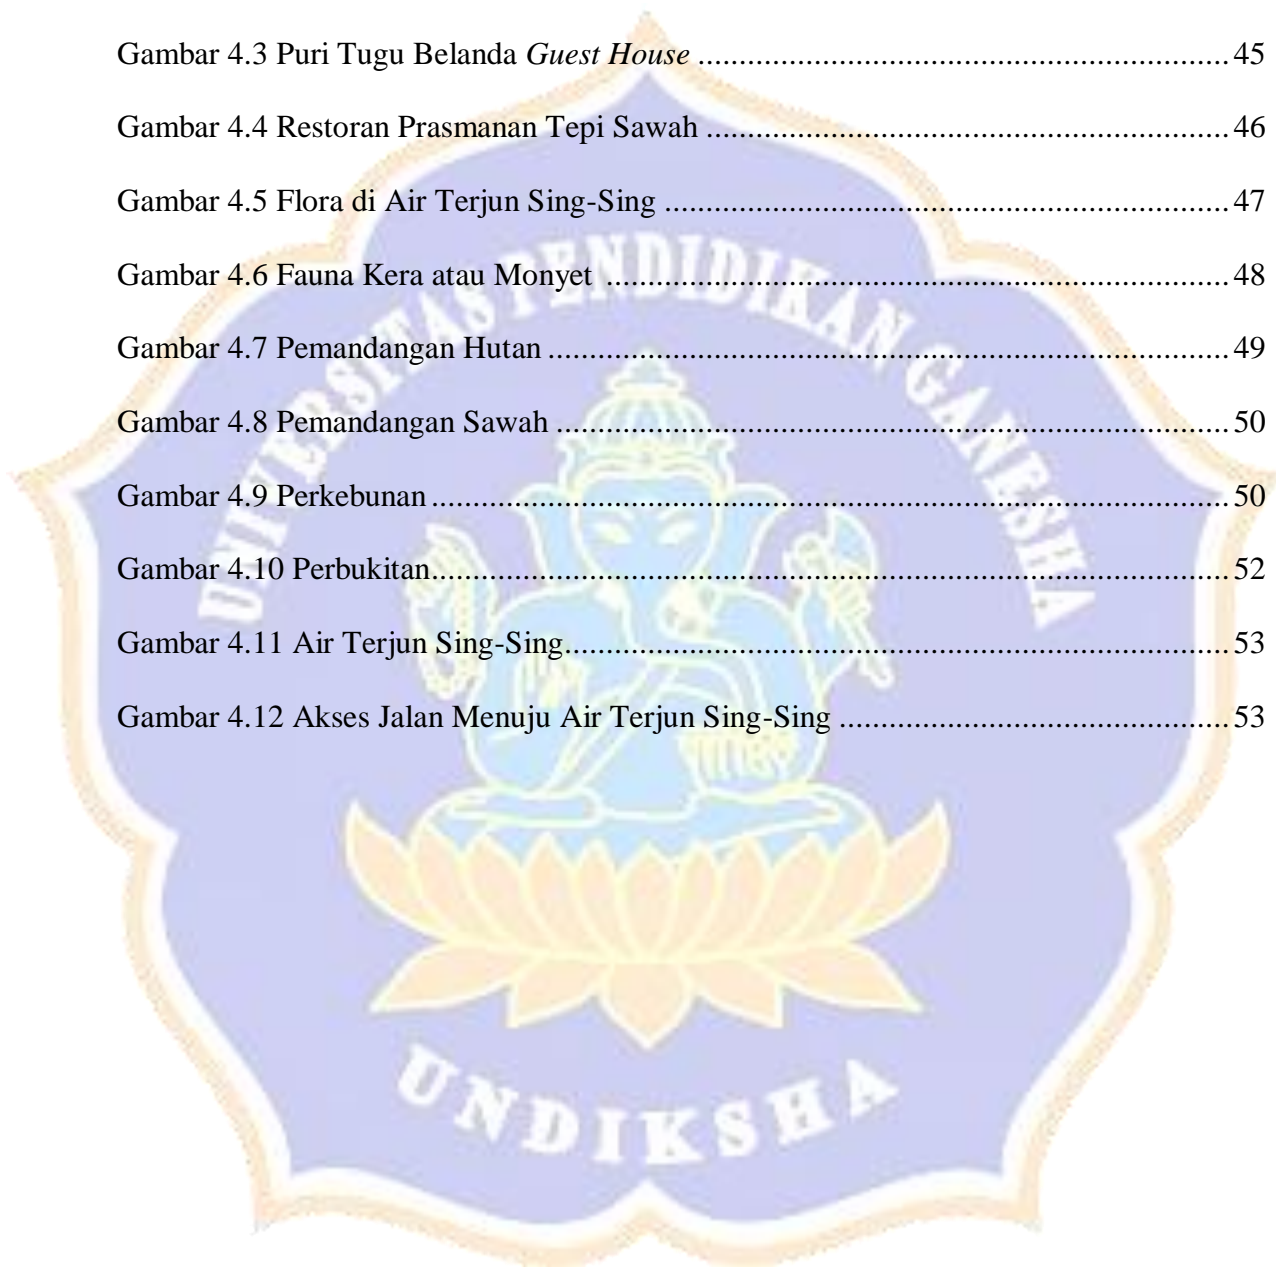 Gambar 4.3 Puri Tugu Belanda Guest House .................................................................. 45
Gambar 4.4 Restoran Prasmanan Tepi Sawah ................................................................. 46
Gambar 4.5 Flora di Air Terjun Sing-Sing ...................................................................... 47
Gambar 4.6 Fauna Kera atau Monyet ............................................................................. 48
Gambar 4.7 Pemandangan Hutan ..................................................................................... 49
Gambar 4.8 Pemandangan Sawah .................................................................................... 50
Gambar 4.9 Perkebunan .................................................................................................... 50
Gambar 4.10 Perbukitan.................................................................................................... 52
Gambar 4.11 Air Terjun Sing-Sing................................................................................... 53
Gambar 4.12 Akses Jalan Menuju Air Terjun Sing-Sing ................................................. 53
UNIVERSITAS PENDIDIKAN GANESHA
UNDIKSHA